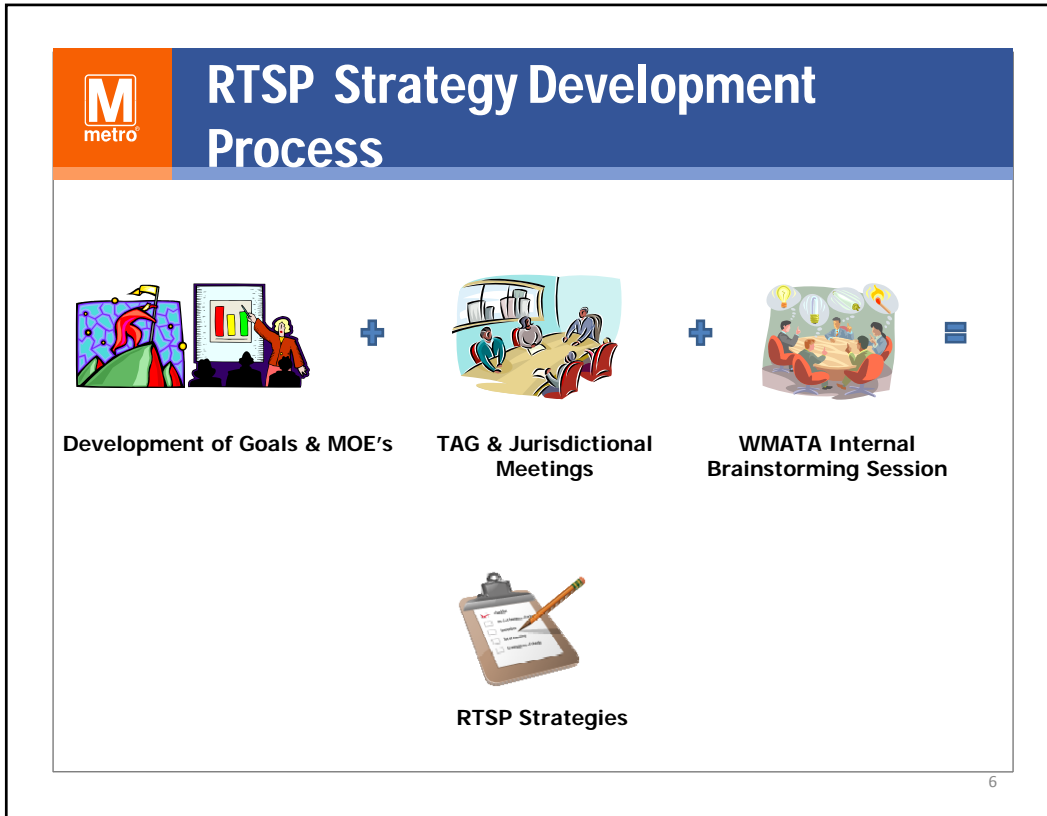 M
metro®
RTSP Strategy Development
Process
Development of Goals & MOE's
TAG & Jurisdictional
Meetings
WMATA Internal
Brainstorming Session
RTSP Strategies
6